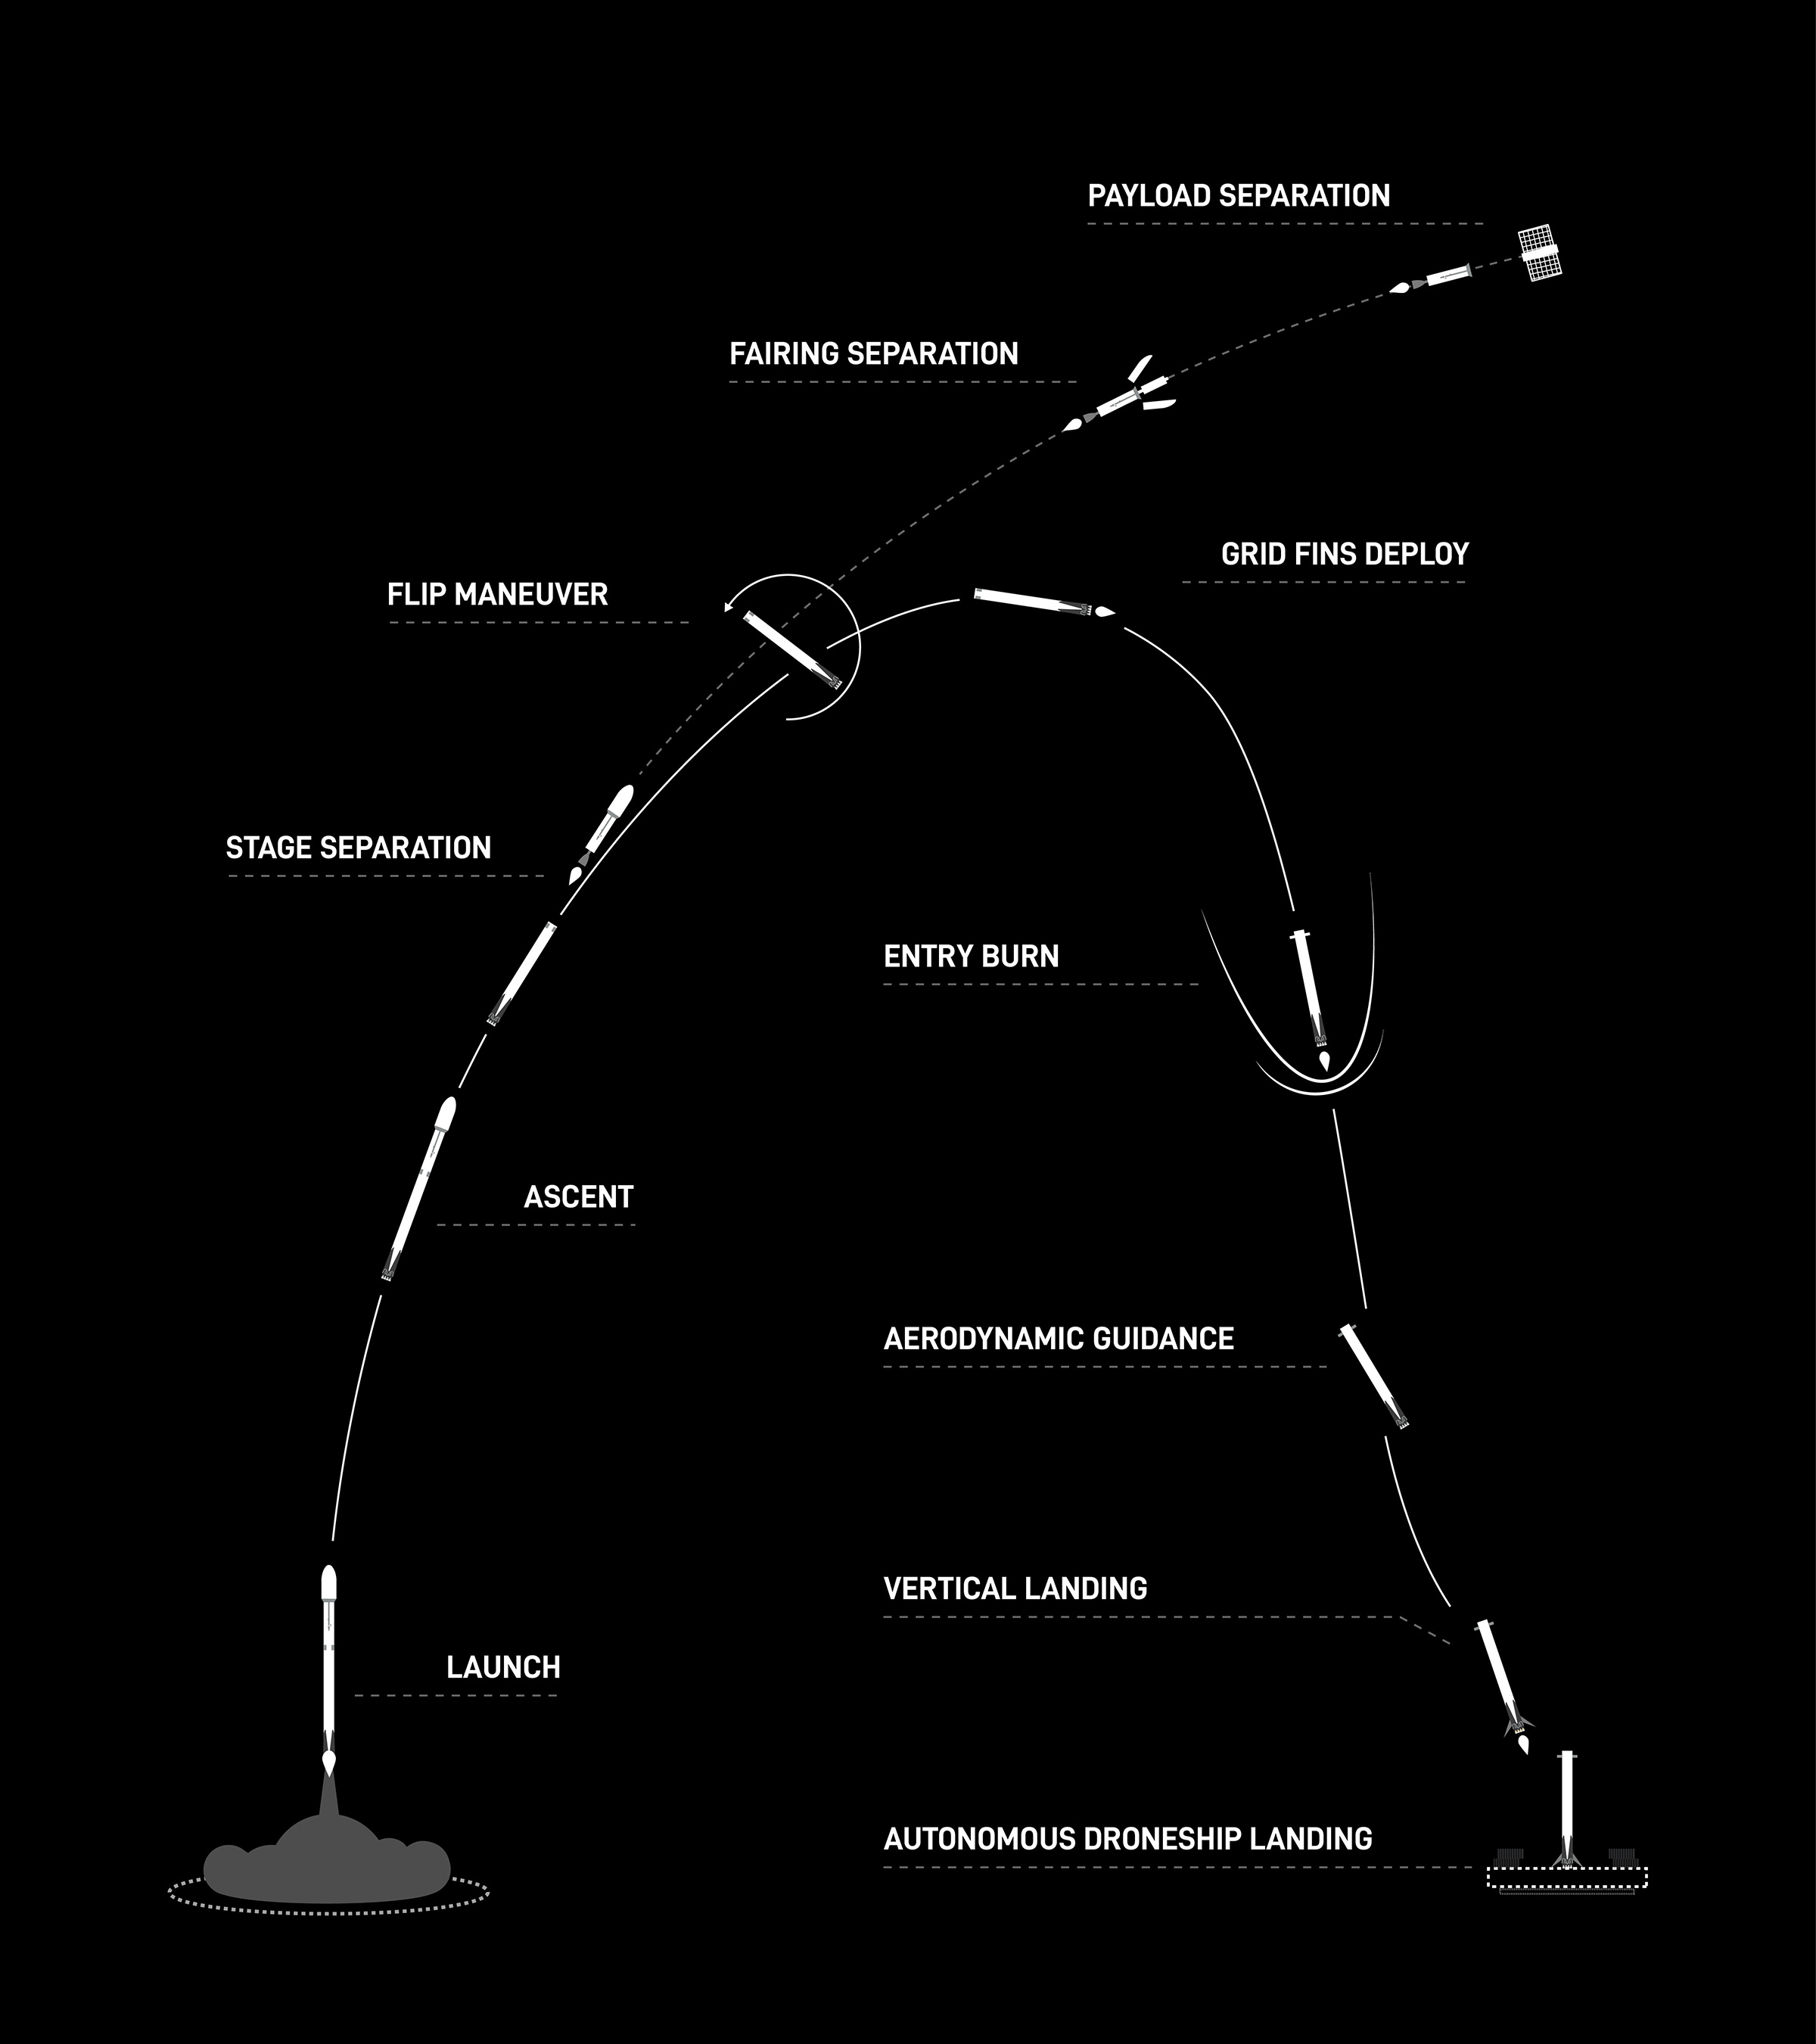 PAYLOAD SEPARATION
FAIRING SEPARATION
GRID FINS DEPLOY
FLIP MANEUVER
STAGE SEPARATION
ENTRY BURN
ASCENT
AERODYNAMIC GUIDANCE
VERTICAL LANDING
LAUNCH
AUTONOMOUS DRONESHIP LANDING